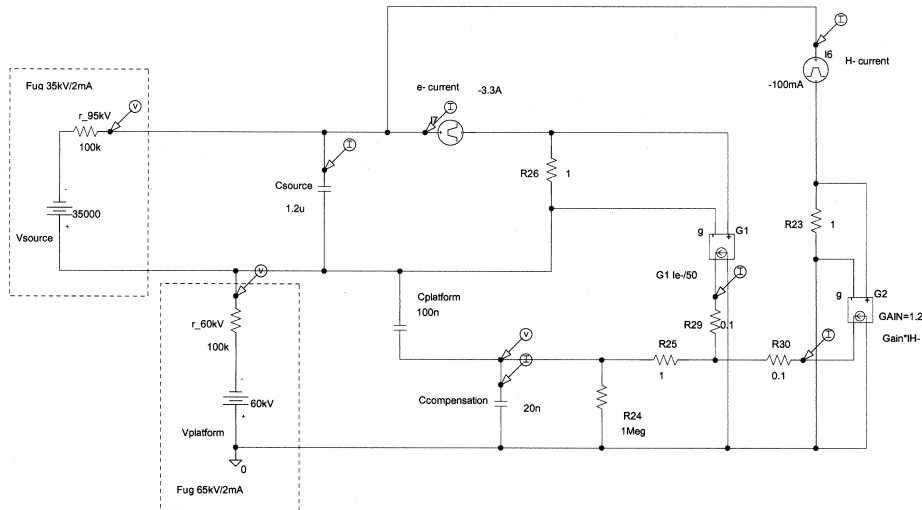 I
I6
H- current
-100mA
Fug 35kV/2mA
r_95kV
100k
V
e- current
-3.3A
I
I
R26
1
Csource
1.2u
-
35000
+
Vsource
R23
1
g
G1
V
G1 Ie-/50
I
g
G2
GAIN=1.2
Gain*IH-
Cplatform
100n
r_60kV
100k
R29
0.1
V
I
R25
1
R30
0.1
I
Ccompensation
20n
R24
1Meg
-
60kV
+
Vplatform
0
Fug 65kV/2mA